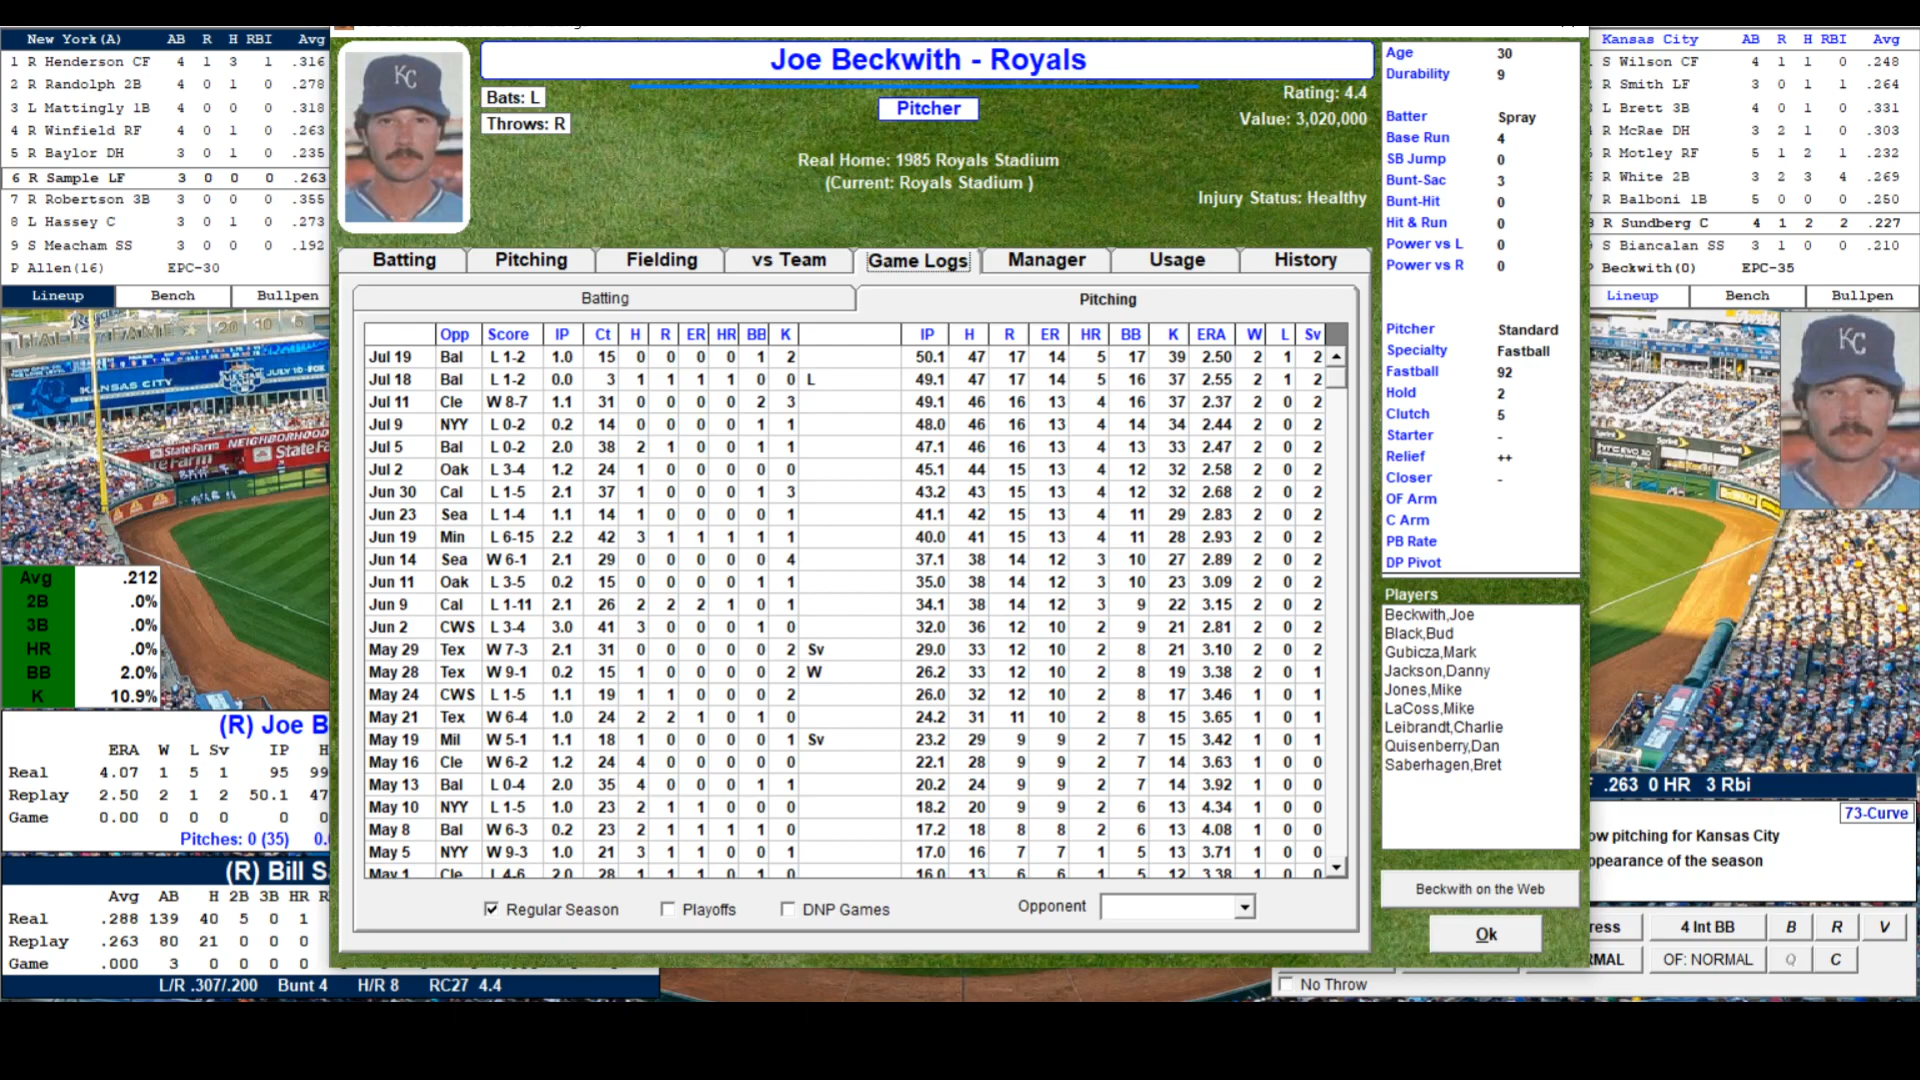 New York(A) AB R H RBI Avg
1 R Henderson CF 4 1 3 1 .316
2 R Randolph 2B 4 0 1 0 .278
3 L Mattingly 1B 4 0 0 0 .318
4 R Winfield RF 4 0 1 0 .263
5 R Baylor DH 3 0 1 0 .235
6 R Sample LF 3 0 0 0 .263
7 R Robertson 3B 3 0 0 0 .355
8 L Hassey C 3 0 1 0 .273
9 S Meacham SS 3 0 0 0 .192
P Allen(16) EPC-30
Lineup Bench Bullpen
Joe Beckwith - Royals
Bats: L
Throws: R
Pitcher
Rating: 4.4
Value: 3,020,000
Real Home: 1985 Royals Stadium
(Current: Royals Stadium )
Injury Status: Healthy
Batting Pitching Fielding vs Team Game Logs Manager Usage History
Batting Pitching
Opp Score IP Ct H R ER HR BB K IP H R ER HR BB K ERA W L Sv
Jul 19 Bal L 1-2 1.0 15 0 0 0 0 1 2 50.1 47 17 14 5 17 39 2.50 2 1 2
Jul 18 Bal L 1-2 0.0 3 1 1 1 1 0 0 L 49.1 47 17 14 5 16 37 2.55 2 1 2
Jul 11 Cle W 8-7 1.1 31 0 0 0 0 2 3 49.1 46 16 13 4 16 37 2.37 2 0 2
Jul 9 NYY L 0-2 0.2 14 0 0 0 0 1 1 48.0 46 16 13 4 14 34 2.44 2 0 2
Jul 5 Bal L 0-2 2.0 38 2 1 0 0 1 1 47.1 46 16 13 4 13 33 2.47 2 0 2
Jul 2 Oak L 3-4 1.2 24 1 0 0 0 0 0 45.1 44 15 13 4 12 32 2.58 2 0 2
Jun 30 Cal L 1-5 2.1 37 1 0 0 0 1 3 43.2 43 15 13 4 12 32 2.68 2 0 2
Jun 23 Sea L 1-4 1.1 14 1 0 0 0 0 1 41.1 42 15 13 4 11 29 2.83 2 0 2
Jun 19 Min L 6-15 2.2 42 3 1 1 1 1 1 40.0 41 15 13 4 11 28 2.93 2 0 2
Jun 14 Sea W 6-1 2.1 29 0 0 0 0 0 4 37.1 38 14 12 3 10 27 2.89 2 0 2
Jun 11 Oak L 3-5 0.2 15 0 0 0 0 1 1 35.0 38 14 12 3 10 23 3.09 2 0 2
Jun 9 Cal L 1-11 2.1 26 2 2 2 1 0 1 34.1 38 14 12 3 9 22 3.15 2 0 2
Jun 2 CWS L 3-4 3.0 41 3 0 0 0 1 0 32.0 36 12 10 2 9 21 2.81 2 0 2
May 29 Tex W 7-3 2.1 31 0 0 0 0 0 2 Sv 29.0 33 12 10 2 8 21 3.10 2 0 2
May 28 Tex W 9-1 0.2 15 1 0 0 0 0 2 W 26.2 33 12 10 2 8 19 3.38 2 0 1
May 24 CWS L 1-5 1.1 19 1 1 0 0 0 2 26.0 32 12 10 2 8 17 3.46 1 0 1
May 21 Tex W 6-4 1.0 24 2 2 1 0 1 0 24.2 31 11 10 2 8 15 3.65 1 0 1
May 19 Mil W 5-1 1.1 18 1 0 0 0 0 1 Sv 23.2 29 9 9 2 7 15 3.42 1 0 1
May 16 Cle W 6-2 1.2 24 4 0 0 0 0 0 22.1 28 9 9 2 7 14 3.63 1 0 0
May 13 Bal L 0-4 2.0 35 4 0 0 0 1 1 20.2 24 9 9 2 7 14 3.92 1 0 0
May 10 NYY L 1-5 1.0 23 2 1 1 0 0 0 18.2 20 9 9 2 6 13 4.34 1 0 0
May 8 Bal W 6-3 0.2 23 2 1 1 1 1 0 17.2 18 8 8 2 6 13 4.08 1 0 0
May 5 NYY W 9-3 1.0 21 3 1 1 0 0 1 17.0 16 7 7 1 5 13 3.71 1 0 0
May 1 Cle L 4-6 2.0 28 1 1 1 0 1 0 16.0 13 6 6 1 5 12 3.38 1 0 0
Regular Season Playoffs DNP Games Opponent
Age 30
Durability 9
Batter Spray
Base Run 4
SB Jump 0
Bunt-Sac 3
Bunt-Hit 0
Hit & Run 0
Power vs L 0
Power vs R 0
Pitcher Standard
Specialty Fastball
Fastball 92
Hold 2
Clutch 5
Starter -
Relief ++
Closer -
OF Arm
C Arm
PB Rate
DP Pivot
Players
Beckwith,Joe
Black,Bud
Gubicza,Mark
Jackson,Danny
Jones,Mike
LaCoss,Mike
Leibrandt,Charlie
Quisenberry,Dan
Saberhagen,Bret
Beckwith on the Web
Ok
Kansas City AB R H RBI Avg
S Wilson CF 4 1 1 0 .248
R Smith LF 3 0 1 1 .264
L Brett 3B 4 0 1 0 .331
R McRae DH 3 2 1 0 .303
R Motley RF 5 1 2 1 .232
R White 2B 3 2 3 4 .269
R Balboni 1B 5 0 0 0 .250
8 R Sundberg C 4 1 2 2 .227
S Biancalan SS 3 1 0 0 .210
P Beckwith(0) EPC-35
Lineup Bench Bullpen
KANSAS CITY
State Farm
NEIGHBORHOOD
Avg .212
2B .0%
3B .0%
HR .0%
BB 2.0%
K 10.9%
(R) Joe B
ERA W L Sv IP H
Real 4.07 1 5 1 95 99
Replay 2.50 2 1 2 50.1 47
Game 0.00 0 0 0 0 0
Pitches: 0 (35) 0.
(R) Bill S
Avg AB H 2B 3B HR R
Real .288 139 40 5 0 1
Replay .263 80 21 0 0 0
Game .000 3 0 0 0 0
L/R .307/.200 Bunt 4 H/R 8 RC27 4.4
.263 0 HR 3 Rbi
73-Curve
ow pitching for Kansas City
ppearance of the season
ress 4 Int BB B R V
RMAL OF: NORMAL Q C
No Throw